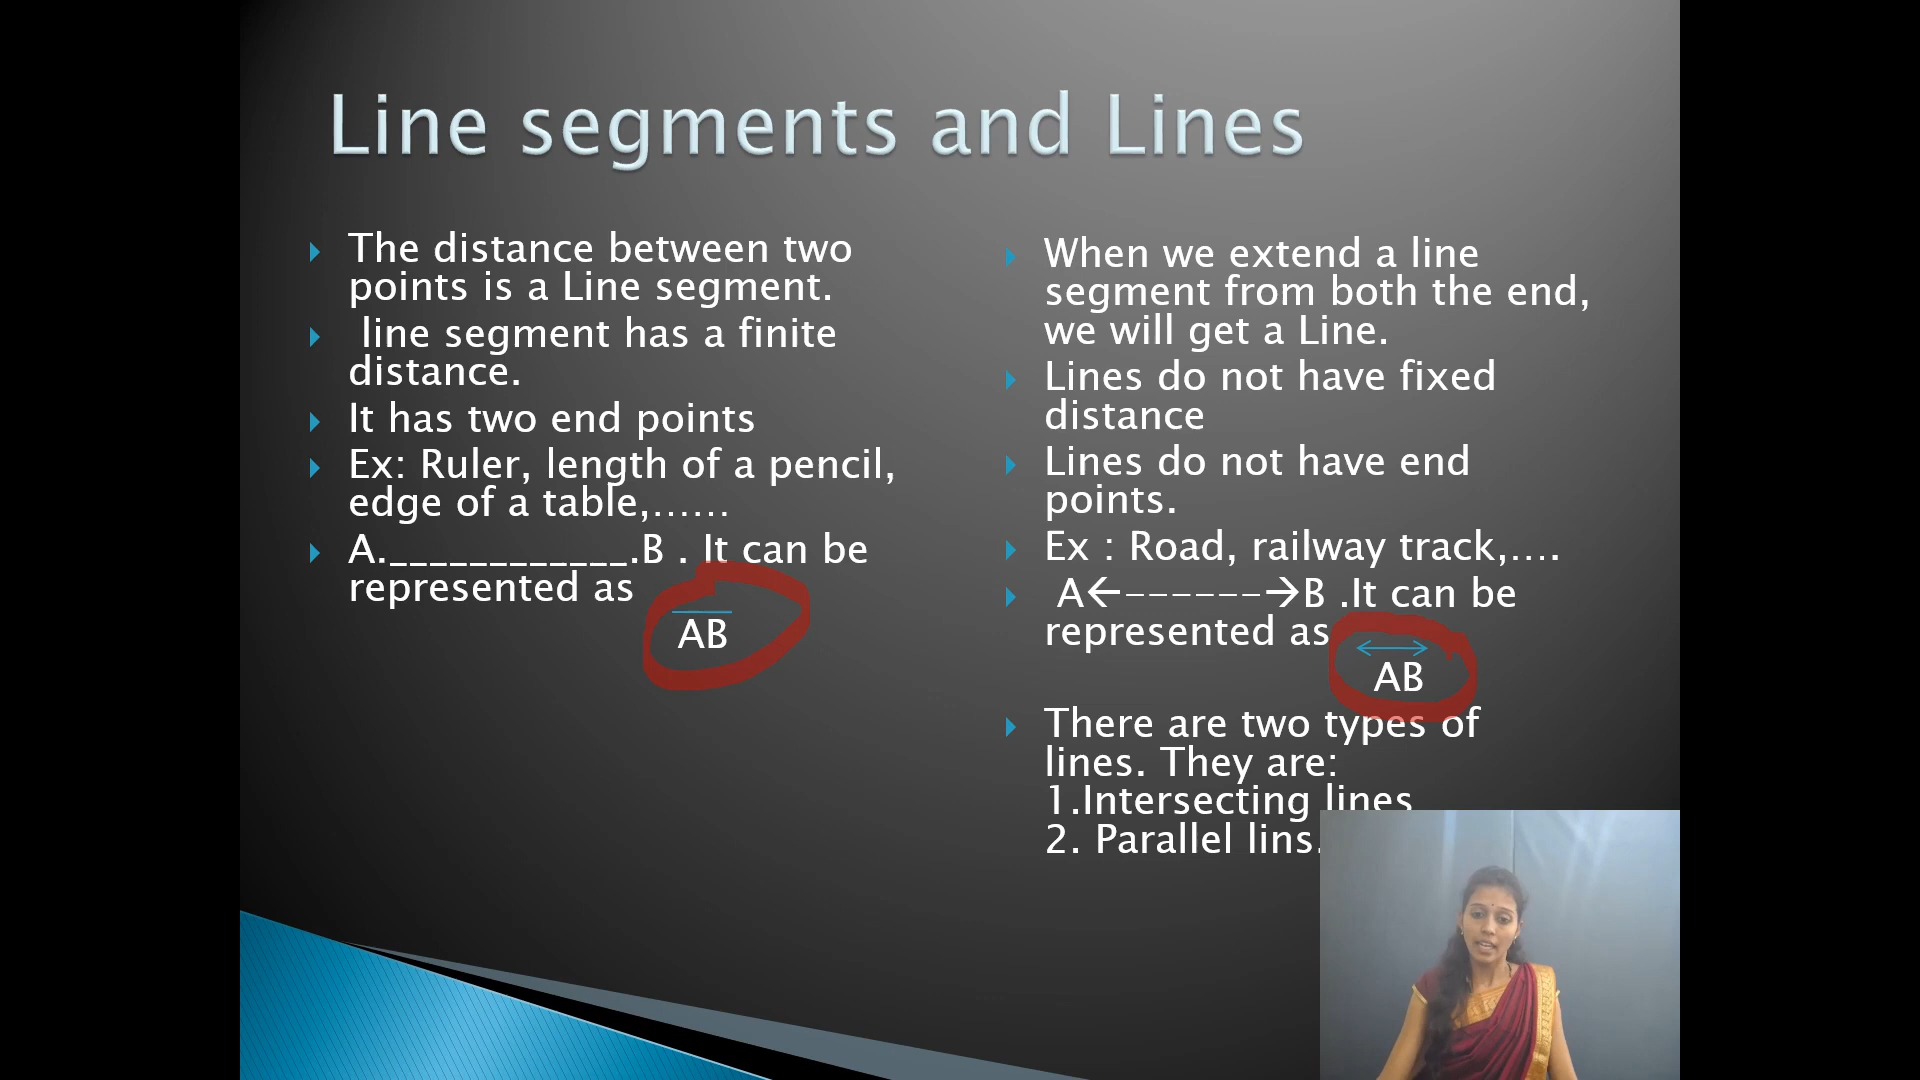 Line segments and Lines
The distance between two
points is a Line segment.
line segment has a finite
distance.
It has two end points
Ex: Ruler, length of a pencil,
edge of a table,......
A.____________.B . It can be
represented as
AB
When we extend a line
segment from both the end,
we will get a Line.
Lines do not have fixed
distance
Lines do not have end
points.
Ex : Road, railway track,....
A←------→B .It can be
represented as
AB
There are two types of
lines. They are:
1.Intersecting lines
2. Parallel lins.